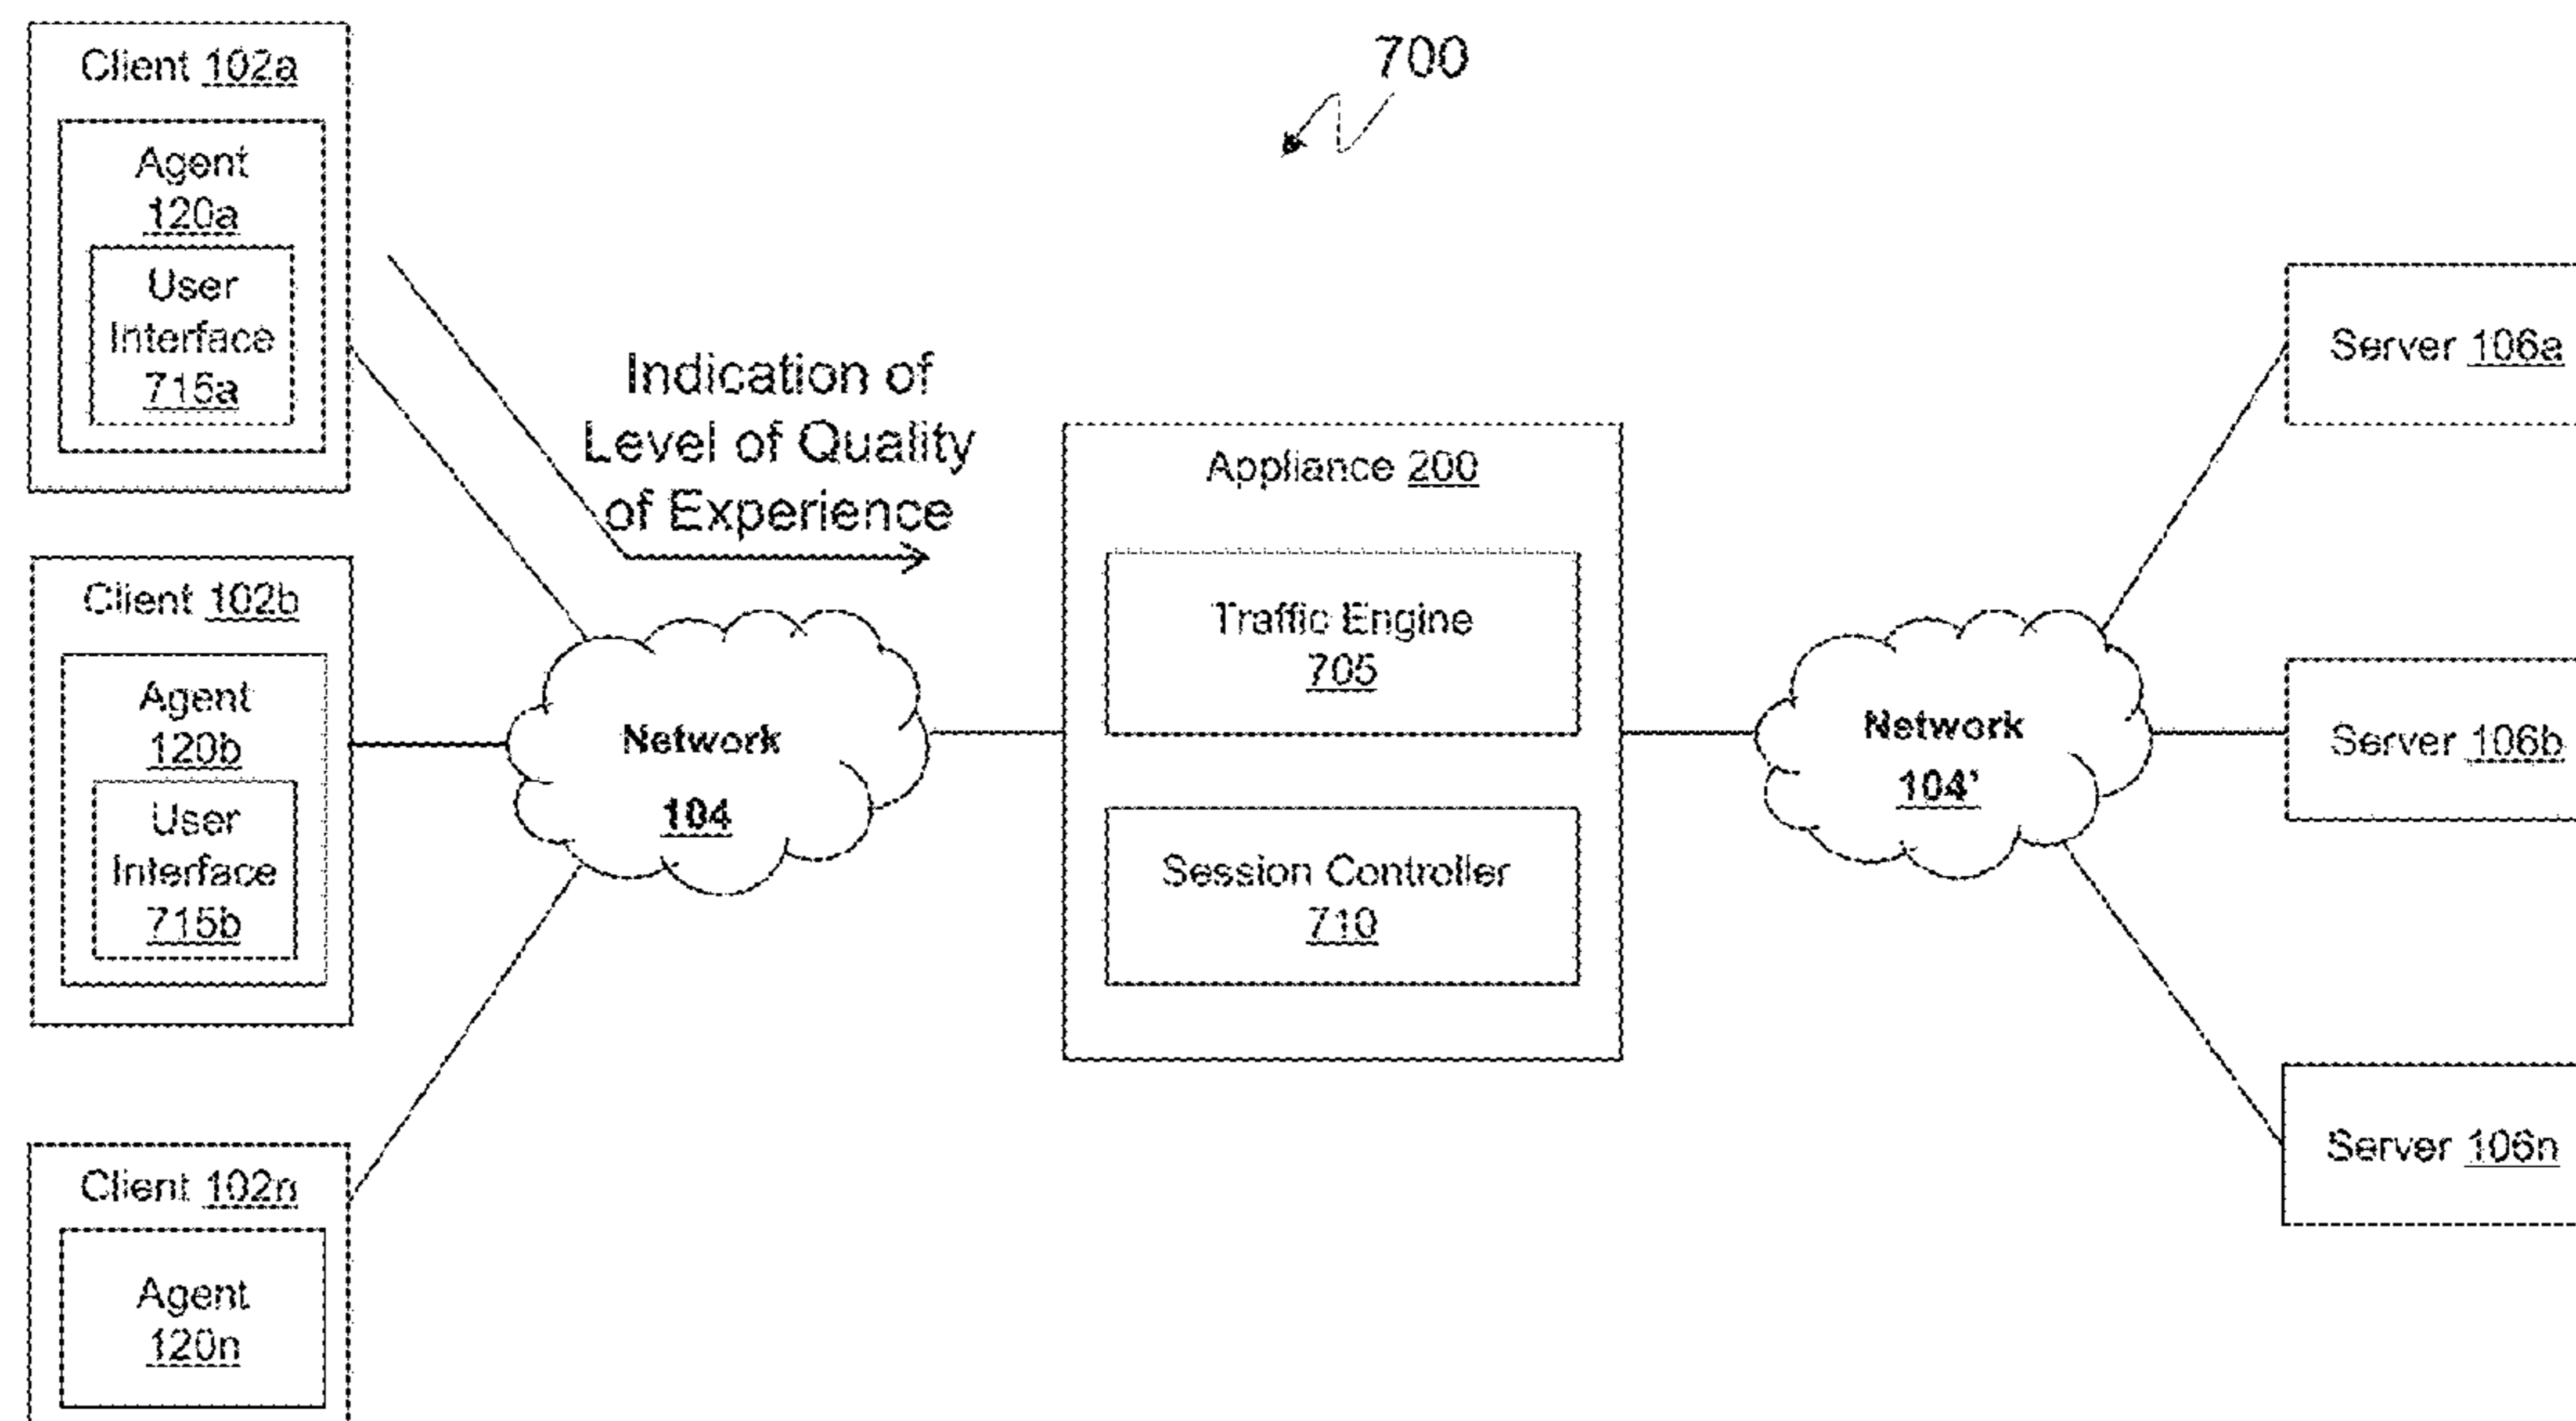 700
Client 102a
Agent
120a
User
Interface
715a
Indication of
Level of Quality
of Experience
Client 102b
Agent
120b
User
Interface
715b
Client 102n
Agent
120n
Network
104
Appliance 200
Traffic Engine
705
Session Controller
710
Network
104'
Server 106a
Server 106b
Server 106n